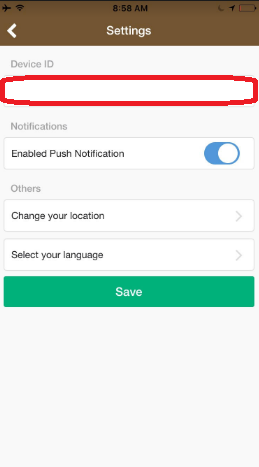 8:58 AM
Settings
Device ID
Notifications
Enabled Push Notification
Others
Change your location
Select your language
Save